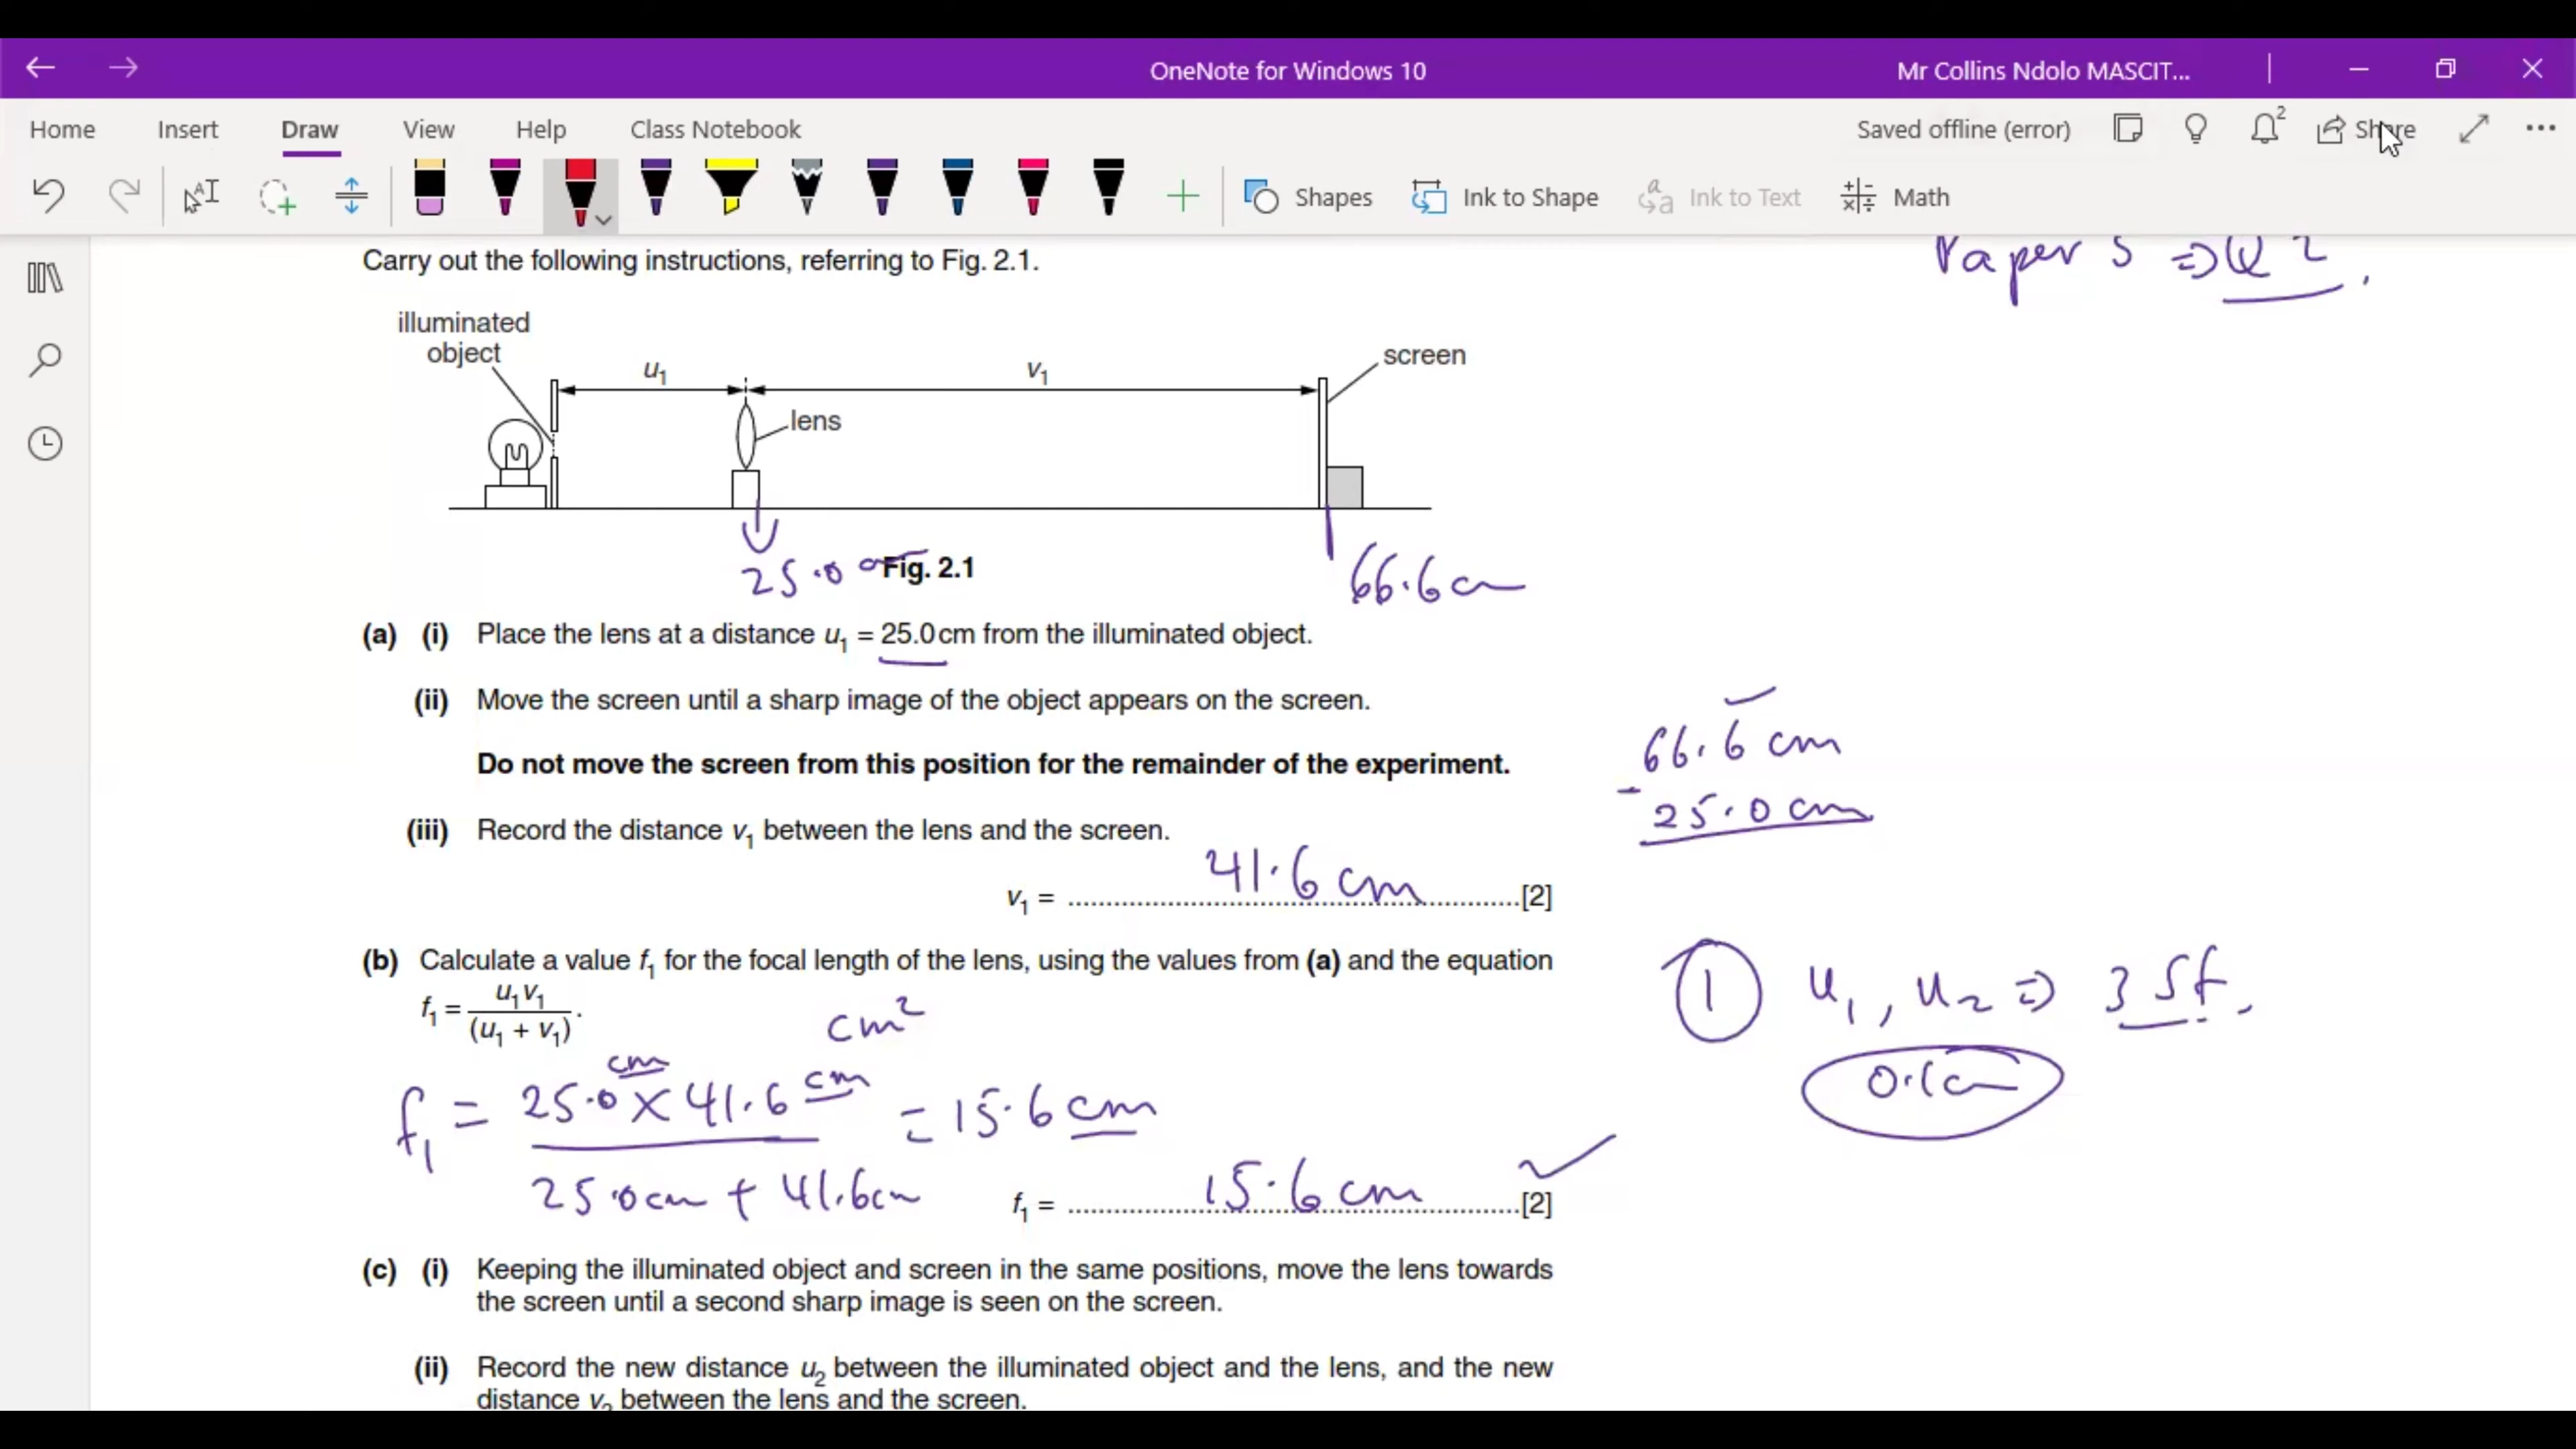 OneNote for Windows 10
Mr Collins Ndolo MASCIT...
Home Insert Draw View Help Class Notebook
Saved offline (error)
2
Share
Shapes
Ink to Shape
Ink to Text
Math
Carry out the following instructions, referring to Fig. 2.1.
Paper 5 => Q 2.
illuminated
object
u1
v1
screen
lens
25.0 cm
Fig. 2.1
66.6 cm
(a) (i) Place the lens at a distance u1 = 25.0 cm from the illuminated object.
(ii) Move the screen until a sharp image of the object appears on the screen.
Do not move the screen from this position for the remainder of the experiment.
66.6 cm
- 25.0 cm
(iii) Record the distance v1 between the lens and the screen.
v1 = 41.6 cm [2]
(b) Calculate a value f1 for the focal length of the lens, using the values from (a) and the equation
f1 = u1 v1 / (u1 + v1).
cm²
1 u1, u2 => 3 sf.
0.1cm
f1 = 25.0 cm × 41.6 cm = 15.6 cm
25.0cm + 41.6cm
f1 = 15.6 cm [2]
(c) (i) Keeping the illuminated object and screen in the same positions, move the lens towards
the screen until a second sharp image is seen on the screen.
(ii) Record the new distance u2 between the illuminated object and the lens, and the new
distance v2 between the lens and the screen.